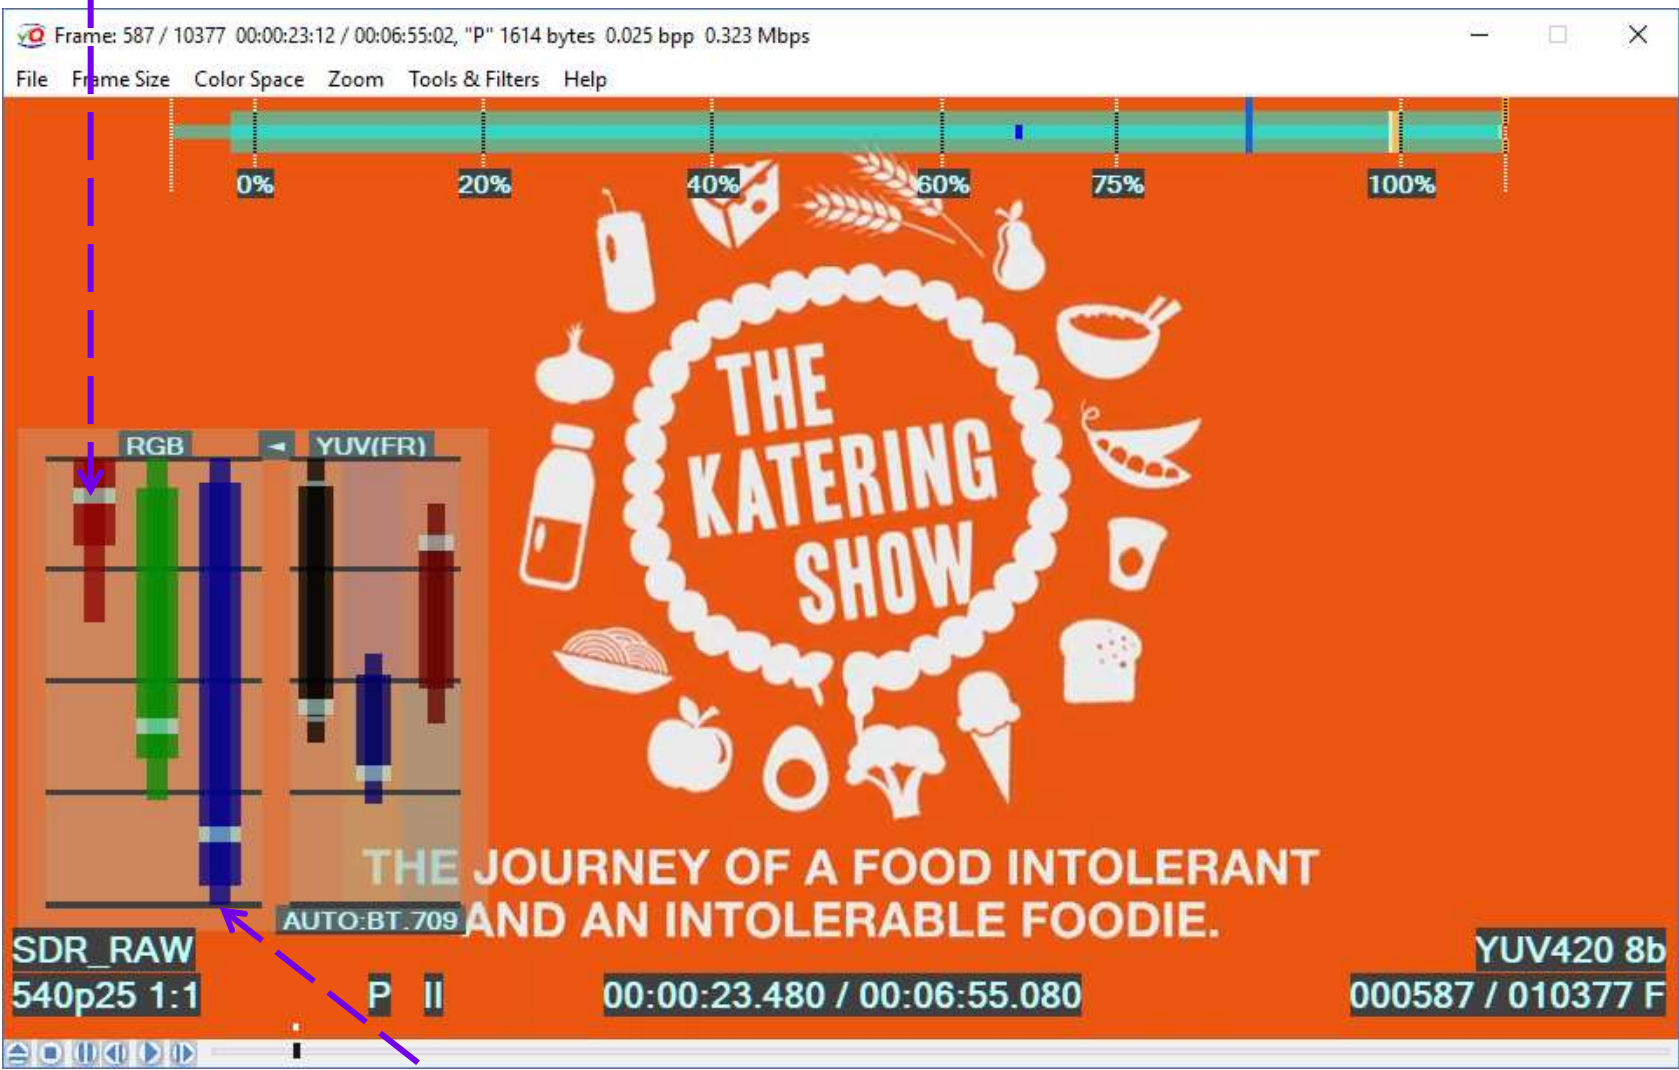 Frame: 587 / 10377 00:00:23:12 / 00:06:55:02, "P" 1614 bytes 0.025 bpp 0.323 Mbps
File Frame Size Color Space Zoom Tools & Filters Help
0% 20% 40% 60% 75% 100%
THE
KATERING
SHOW
RGB ◄ YUV(FR)
THE JOURNEY OF A FOOD INTOLERANT
AND AN INTOLERABLE FOODIE.
AUTO:BT.709
SDR_RAW
YUV420 8b
540p25 1:1 P II 00:00:23.480 / 00:06:55.080 000587 / 010377 F